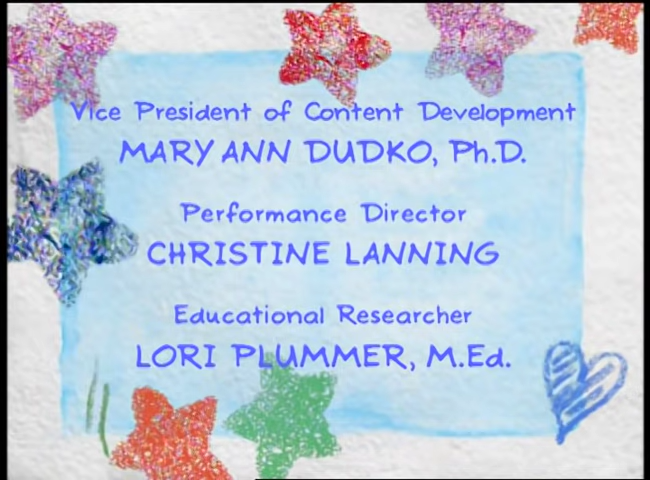 Vice President of Content Development
MARY ANN DUDKO, Ph.D.
Performance Director
CHRISTINE LANNING
Educational Researcher
LORI PLUMMER, M.Ed.